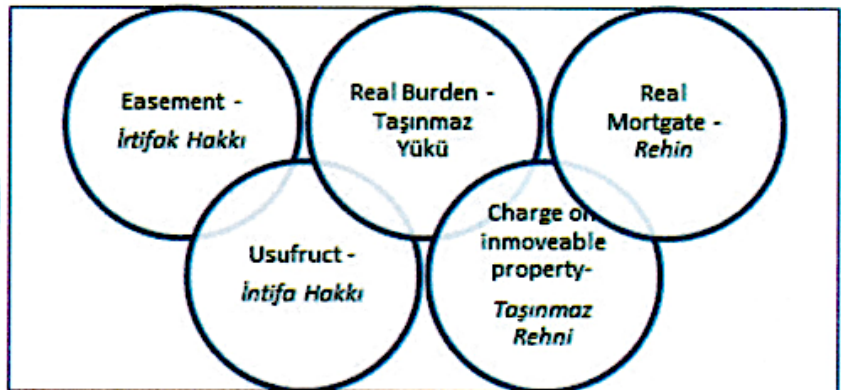 Easement -
İrtifak Hakkı
Real Burden -
Taşınmaz
Yükü
Real
Mortgate -
Rehin
Usufruct -
İntifa Hakkı
Charge on
inmoveable
property-
Taşınmaz
Rehni